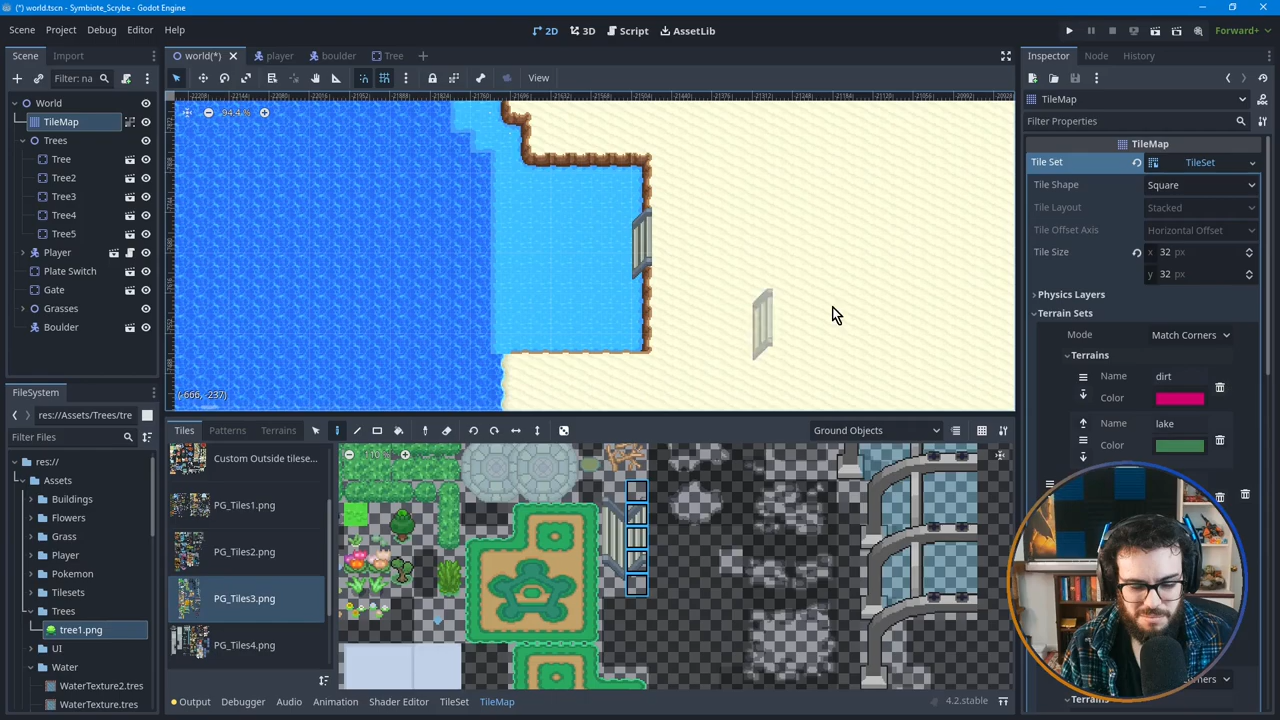 (*) world.tscn - Symbiote_Scrybe - Godot Engine
Scene Project Debug Editor Help
2D 3D Script AssetLib
Forward+
Scene Import
world(*) player boulder Tree
Inspector Node History
Filter: na
View
TileMap
Filter Properties
World
TileMap
Trees
Tree
Tree2
Tree3
Tree4
Tree5
Player
Plate Switch
Gate
Grasses
Boulder
94.4 %
(-666, 237)
TileMap
Tile Set TileSet
Tile Shape Square
Tile Layout Stacked
Tile Offset Axis Horizontal Offset
Tile Size x 32 px
y 32 px
Physics Layers
Terrain Sets
Mode Match Corners
Terrains
Name dirt
Color
Name lake
Color
FileSystem
res://Assets/Trees/tre
Filter Files
res://
Assets
Buildings
Flowers
Grass
Player
Pokemon
Tilesets
Trees
tree1.png
UI
Water
WaterTexture2.tres
WaterTexture.tres
Tiles Patterns Terrains
Ground Objects
110 %
Custom Outside tilese...
PG_Tiles1.png
PG_Tiles2.png
PG_Tiles3.png
PG_Tiles4.png
Output Debugger Audio Animation Shader Editor TileSet TileMap
4.2.stable
Terrains